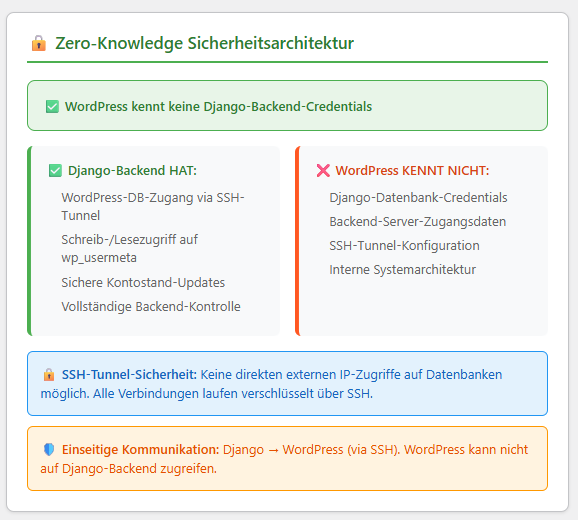 🔒 Zero-Knowledge Sicherheitsarchitektur
✅ WordPress kennt keine Django-Backend-Credentials
✅ Django-Backend HAT:
WordPress-DB-Zugang via SSH-
Tunnel
Schreib-/Lesezugriff auf
wp_usermeta
Sichere Kontostand-Updates
Vollständige Backend-Kontrolle
❌ WordPress KENNT NICHT:
Django-Datenbank-Credentials
Backend-Server-Zugangsdaten
SSH-Tunnel-Konfiguration
Interne Systemarchitektur
🔒 SSH-Tunnel-Sicherheit: Keine direkten externen IP-Zugriffe auf Datenbanken
möglich. Alle Verbindungen laufen verschlüsselt über SSH.
🛡️ Einseitige Kommunikation: Django → WordPress (via SSH). WordPress kann nicht
auf Django-Backend zugreifen.